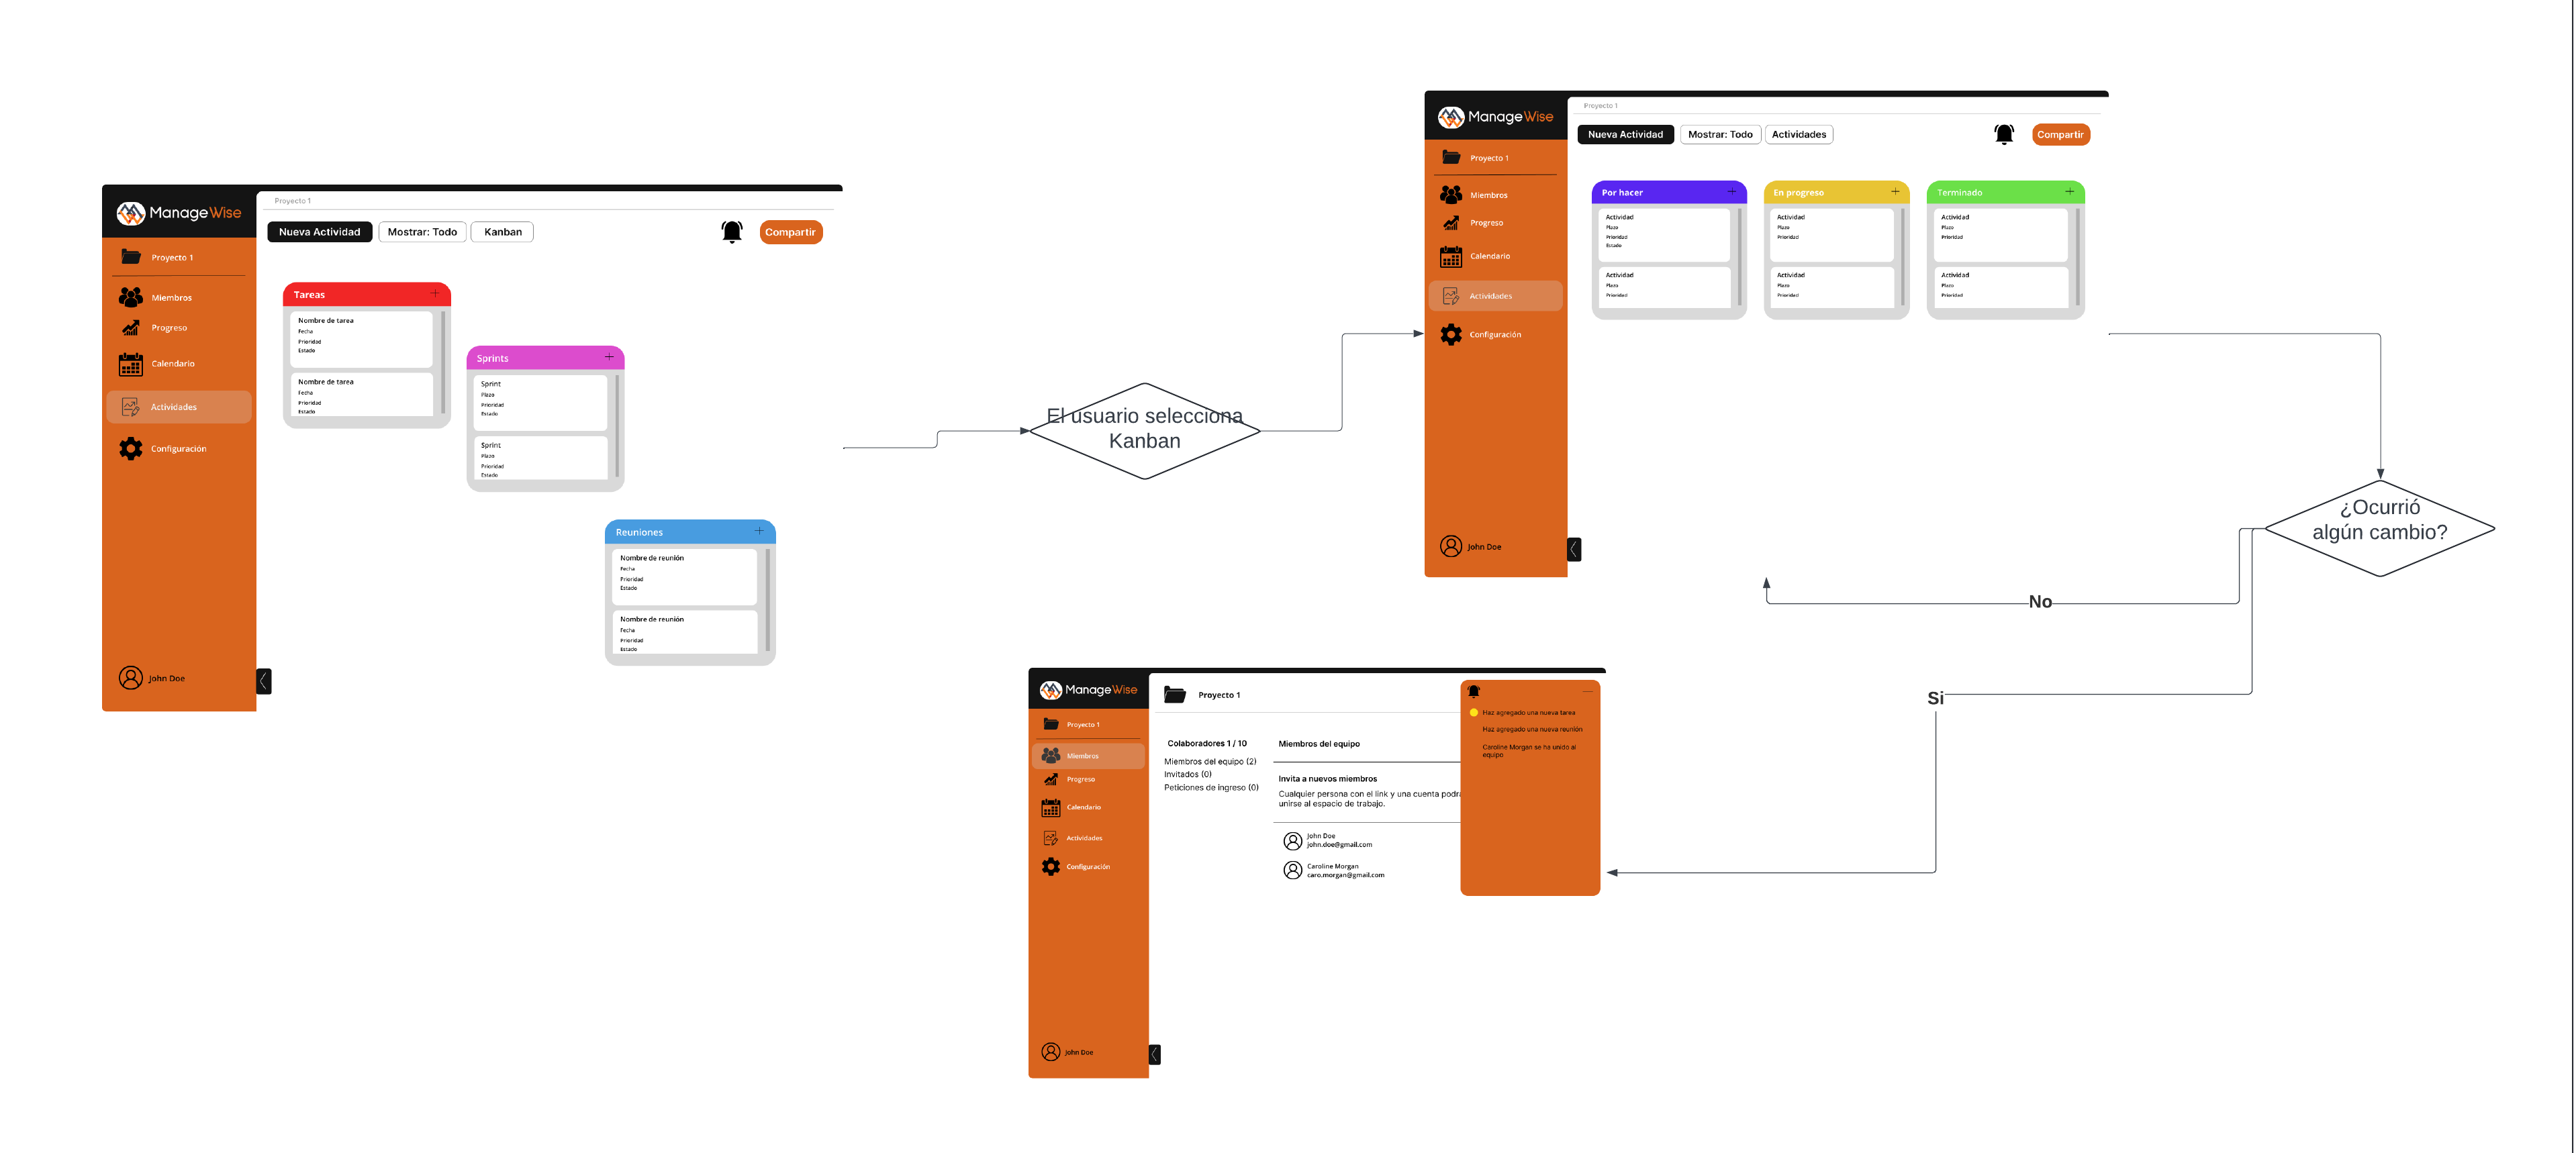 ManageWise
Proyecto 1
Miembros
Progreso
Calendario
Actividades
Configuración
John Doe
Proyecto 1
Nueva Actividad
Mostrar: Todo
Kanban
Compartir
Tareas
Nombre de tarea
Fecha
Prioridad
Estado
Nombre de tarea
Fecha
Prioridad
Estado
Sprints
Sprint
Plazo
Prioridad
Estado
Sprint
Plazo
Prioridad
Estado
Reuniones
Nombre de reunión
Fecha
Prioridad
Estado
Nombre de reunión
Fecha
Prioridad
Estado
El usuario selecciona
Kanban
ManageWise
Proyecto 1
Miembros
Progreso
Calendario
Actividades
Configuración
John Doe
Proyecto 1
Nueva Actividad
Mostrar: Todo
Actividades
Compartir
Por hacer
Actividad
Plazo
Prioridad
Estado
Actividad
Plazo
Prioridad
En progreso
Actividad
Plazo
Prioridad
Actividad
Plazo
Prioridad
Terminado
Actividad
Plazo
Prioridad
Actividad
Plazo
Prioridad
¿Ocurrió
algún cambio?
No
Si
ManageWise
Proyecto 1
Miembros
Progreso
Calendario
Actividades
Configuración
John Doe
Proyecto 1
Colaboradores 1 / 10
Miembros del equipo (2)
Invitados (0)
Peticiones de ingreso (0)
Miembros del equipo
Invita a nuevos miembros
Cualquier persona con el link y una cuenta podr
unirse al espacio de trabajo.
John Doe
john.doe@gmail.com
Caroline Morgan
caro.morgan@gmail.com
Haz agregado una nueva tarea
Haz agregado una nueva reunión
Caroline Morgan se ha unido al
equipo